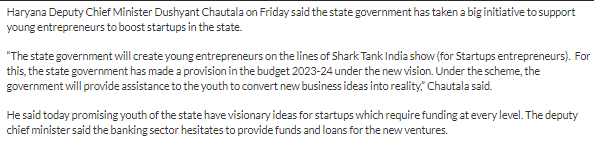 Haryana Deputy Chief Minister Dushyant Chautala on Friday said the state government has taken a big initiative to support
young entrepreneurs to boost startups in the state.
"The state government will create young entrepreneurs on the lines of Shark Tank India show (for Startups entrepreneurs).  For
this, the state government has made a provision in the budget 2023-24 under the new vision. Under the scheme, the
government will provide assistance to the youth to convert new business ideas into reality," Chautala said.
He said today promising youth of the state have visionary ideas for startups which require funding at every level. The deputy
chief minister said the banking sector hesitates to provide funds and loans for the new ventures.